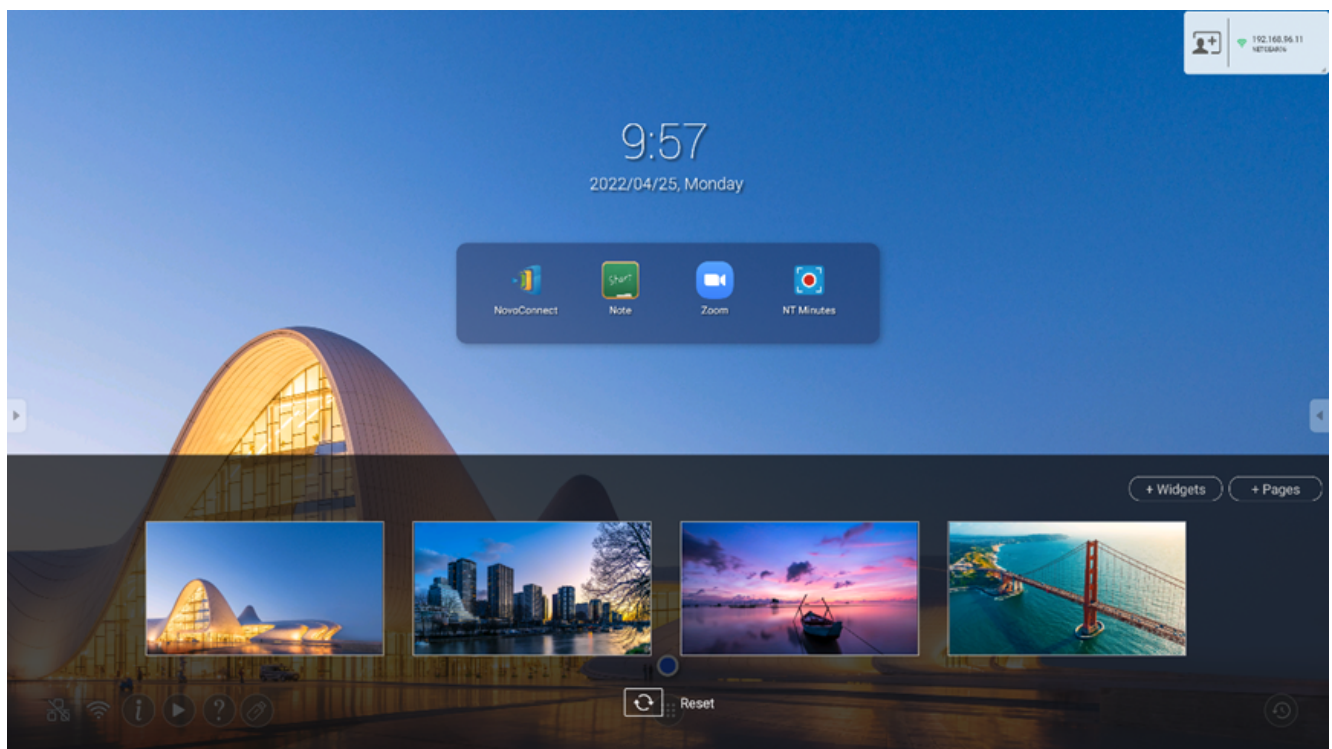 192.168.96.11
9:57
2022/04/25, Monday
Start
NovoConnect
Note
Zoom
NT Minutes
+ Widgets
+ Pages
Reset